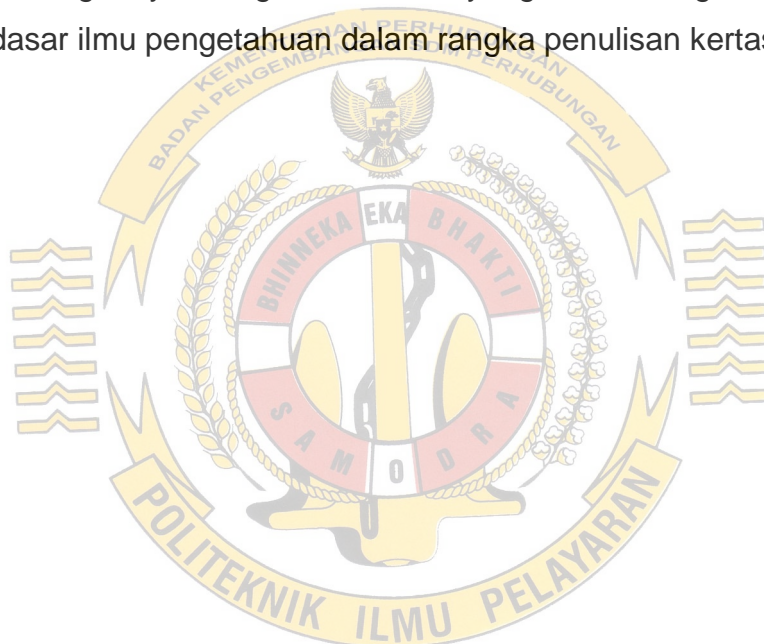 dasar ilmu pengetahuan dalam rangka penulisan kertas
KEMENTERIAN PERHUBUNGAN
BADAN PENGEMBANGAN SDM PERHUBUNGAN
BHINNEKA EKA BHAKTI
SAMODRA
POLITEKNIK ILMU PELAYARAN